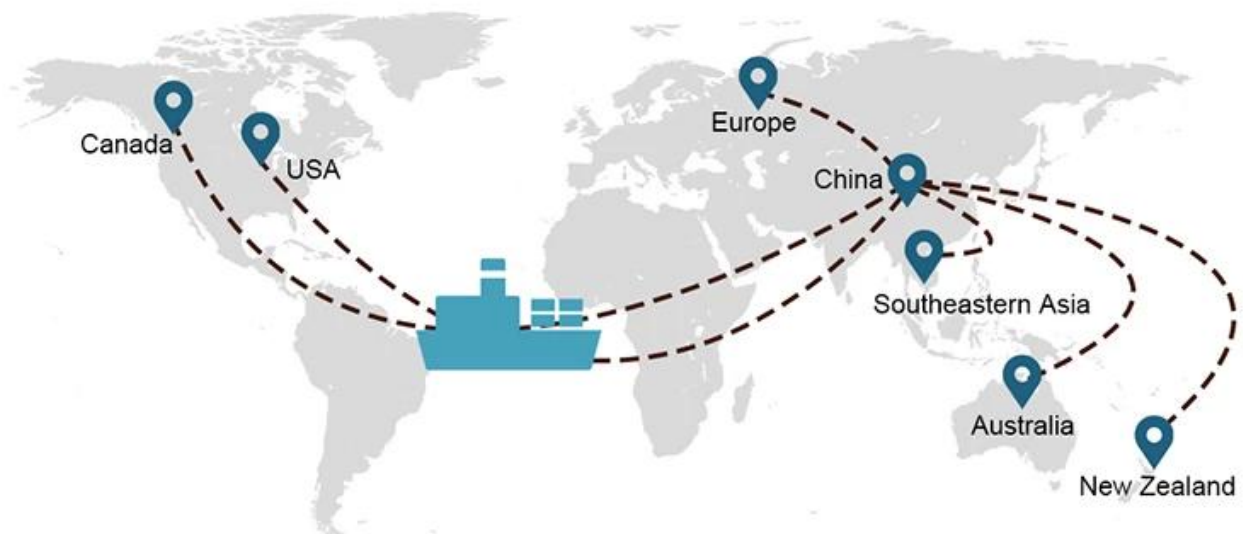 Canada
USA
Europe
China
Southeastern Asia
Australia
New Zealand